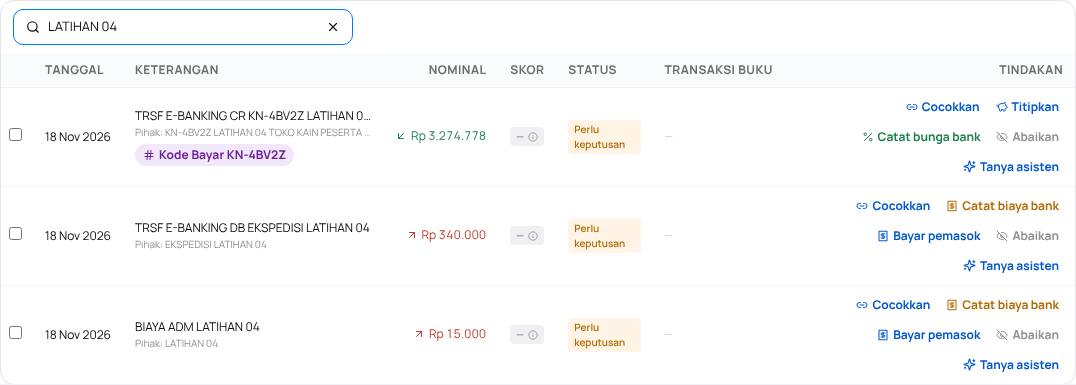 LATIHAN 04
TANGGAL KETERANGAN NOMINAL SKOR STATUS TRANSAKSI BUKU TINDAKAN
18 Nov 2026
TRSF E-BANKING CR KN-4BV2Z LATIHAN 0...
Pihak: KN-4BV2Z LATIHAN 04 TOKO KAIN PESERTA ...
# Kode Bayar KN-4BV2Z
Rp 3.274.778
–
Perlu
keputusan
—
Cocokkan Titipkan
Catat bunga bank Abaikan
Tanya asisten
18 Nov 2026
TRSF E-BANKING DB EKSPEDISI LATIHAN 04
Pihak: EKSPEDISI LATIHAN 04
Rp 340.000
–
Perlu
keputusan
—
Cocokkan Catat biaya bank
Bayar pemasok Abaikan
Tanya asisten
18 Nov 2026
BIAYA ADM LATIHAN 04
Pihak: LATIHAN 04
Rp 15.000
–
Perlu
keputusan
—
Cocokkan Catat biaya bank
Bayar pemasok Abaikan
Tanya asisten